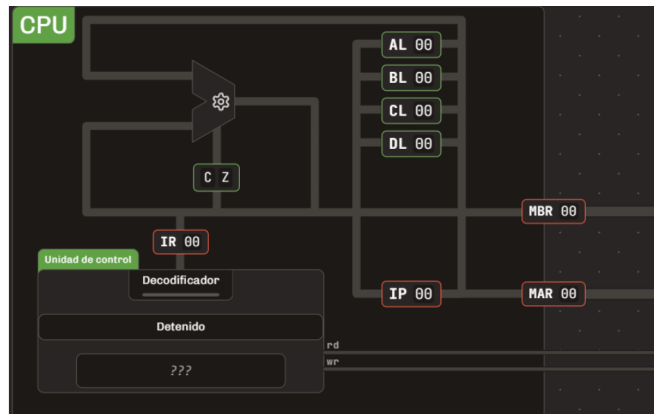 CPU
AL 00
BL 00
CL 00
DL 00
C Z
MBR 00
IR 00
Unidad de control
Decodificador
IP 00
MAR 00
Detenido
rd
wr
???